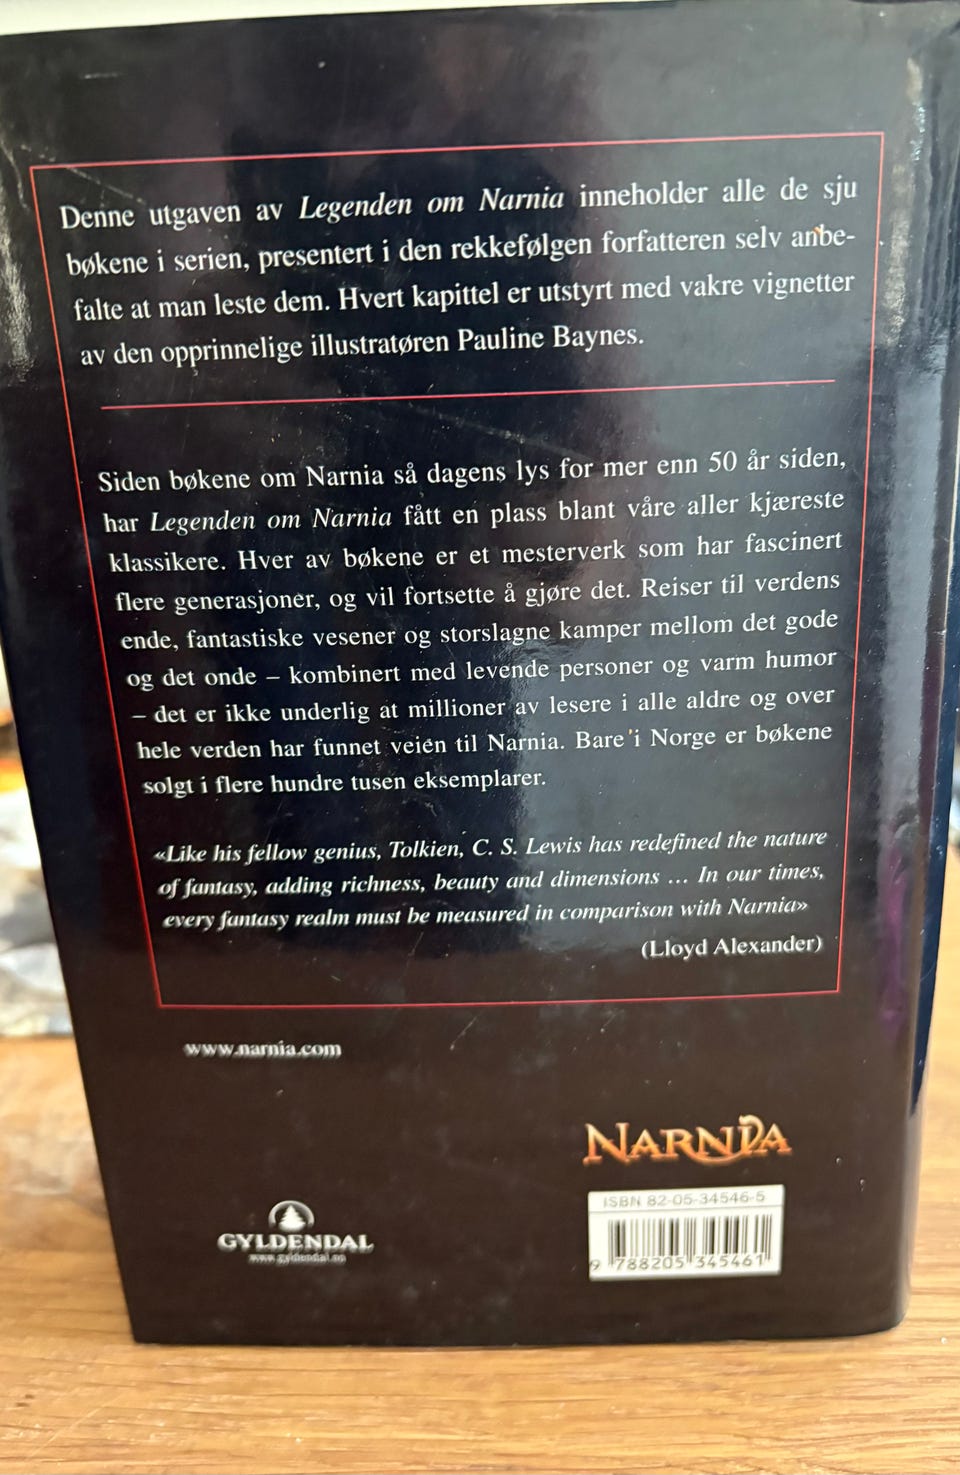 Denne utgaven av Legenden om Narnia inneholder alle de sju
bøkene i serien, presentert i den rekkefølgen forfatteren selv anbe-
falte at man leste dem. Hvert kapittel er utstyrt med vakre vignetter
av den opprinnelige illustratøren Pauline Baynes.
Siden bøkene om Narnia så dagens lys for mer enn 50 år siden,
har Legenden om Narnia fått en plass blant våre aller kjæreste
klassikere. Hver av bøkene er et mesterverk som har fascinert
flere generasjoner, og vil fortsette å gjøre det. Reiser til verdens
ende, fantastiske vesener og storslagne kamper mellom det gode
og det onde – kombinert med levende personer og varm humor
– det er ikke underlig at millioner av lesere i alle aldre og over
hele verden har funnet veien til Narnia. Bare i Norge er bøkene
solgt i flere hundre tusen eksemplarer.
«Like his fellow genius, Tolkien, C. S. Lewis has redefined the nature
of fantasy, adding richness, beauty and dimensions ... In our times,
every fantasy realm must be measured in comparison with Narnia»
(Lloyd Alexander)
www.narnia.com
NARNIA
ISBN 82-05-34546-5
9 788205 345461
GYLDENDAL
www.gyldendal.no